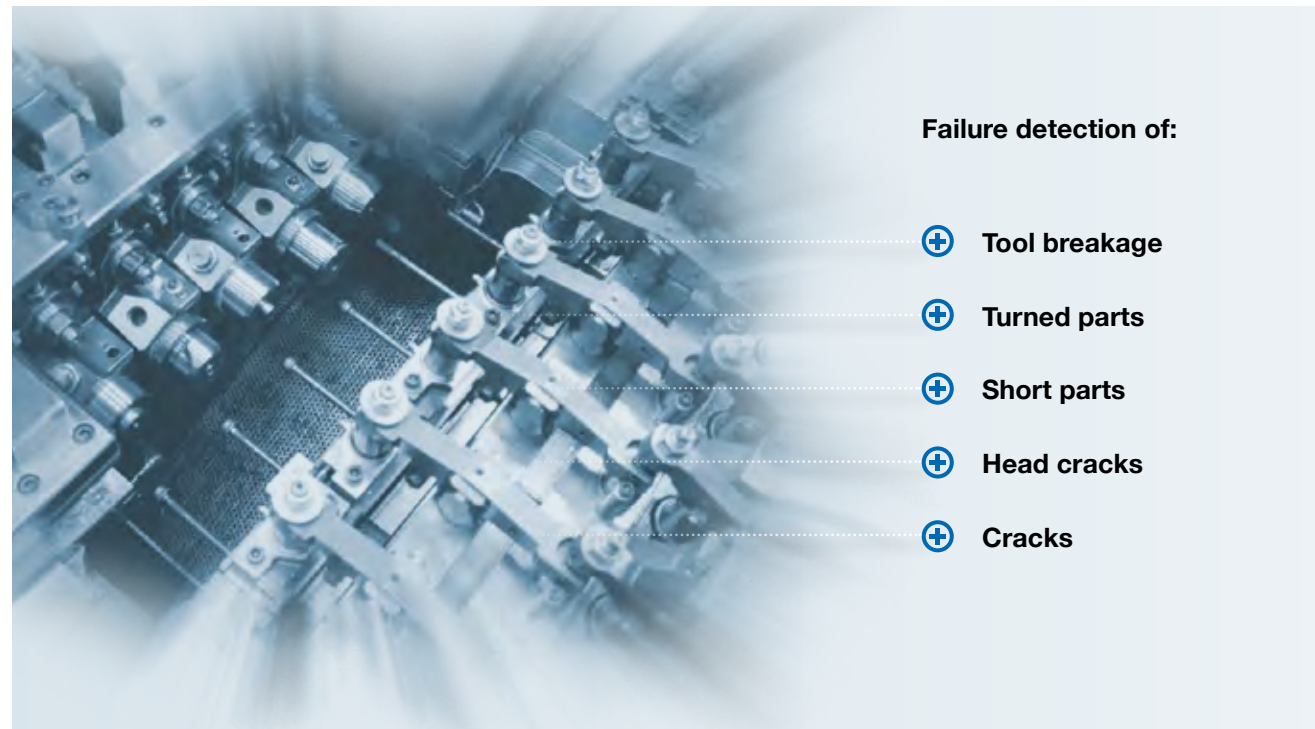 Failure detection of:
Tool breakage
Turned parts
Short parts
Head cracks
Cracks